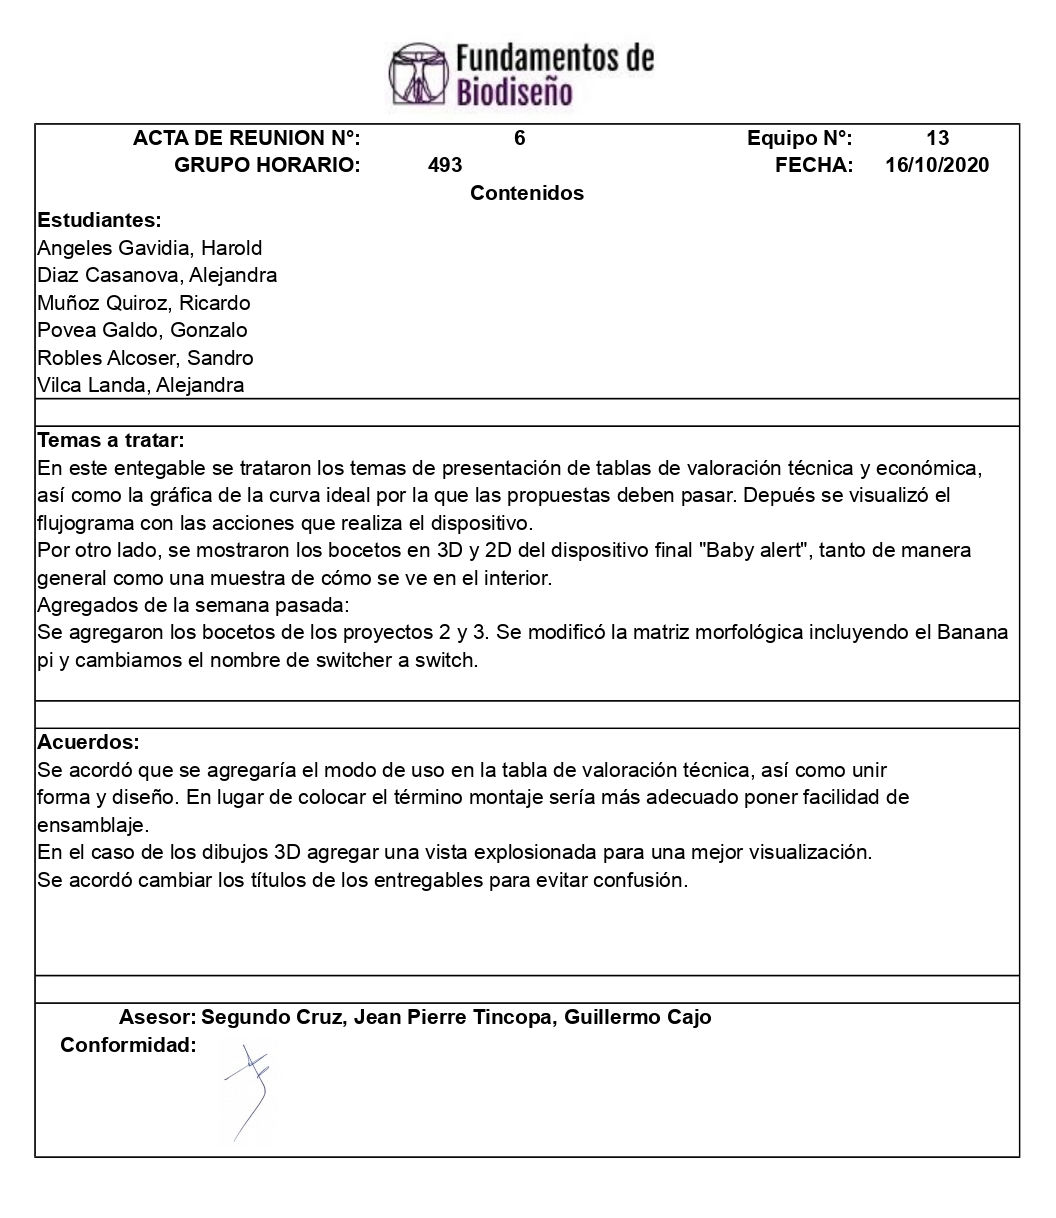 Fundamentos de
Biodiseño
ACTA DE REUNION N°: 6 Equipo N°: 13
GRUPO HORARIO: 493 FECHA: 16/10/2020
Contenidos
Estudiantes:
Angeles Gavidia, Harold
Diaz Casanova, Alejandra
Muñoz Quiroz, Ricardo
Povea Galdo, Gonzalo
Robles Alcoser, Sandro
Vilca Landa, Alejandra
Temas a tratar:
En este entegable se trataron los temas de presentación de tablas de valoración técnica y económica,
así como la gráfica de la curva ideal por la que las propuestas deben pasar. Depués se visualizó el
flujograma con las acciones que realiza el dispositivo.
Por otro lado, se mostraron los bocetos en 3D y 2D del dispositivo final "Baby alert", tanto de manera
general como una muestra de cómo se ve en el interior.
Agregados de la semana pasada:
Se agregaron los bocetos de los proyectos 2 y 3. Se modificó la matriz morfológica incluyendo el Banana
pi y cambiamos el nombre de switcher a switch.
Acuerdos:
Se acordó que se agregaría el modo de uso en la tabla de valoración técnica, así como unir
forma y diseño. En lugar de colocar el término montaje sería más adecuado poner facilidad de
ensamblaje.
En el caso de los dibujos 3D agregar una vista explosionada para una mejor visualización.
Se acordó cambiar los títulos de los entregables para evitar confusión.
Asesor: Segundo Cruz, Jean Pierre Tincopa, Guillermo Cajo
Conformidad: